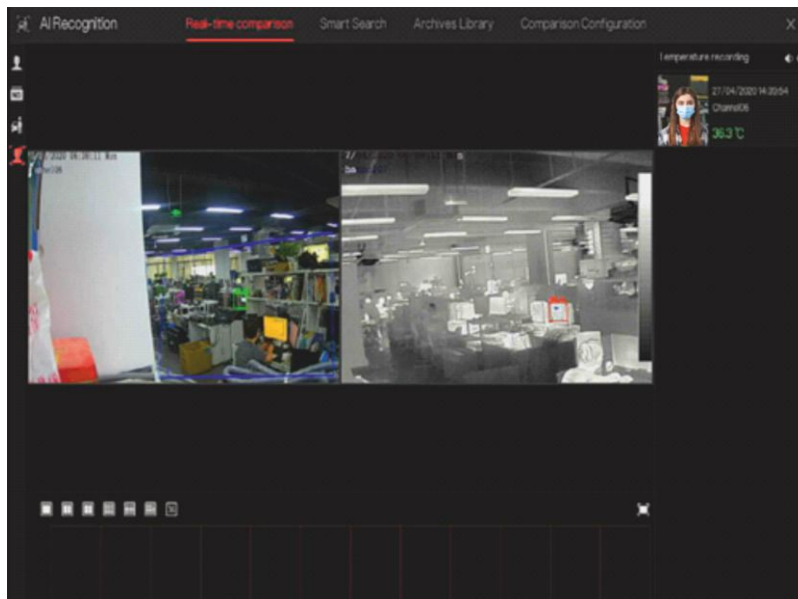 AI Recognition
Real-time comparison
Smart Search
Archives Library
Comparison Configuration
X
Temperature recording
27/04/2020 14:20:54
Channel06
36.3 ℃